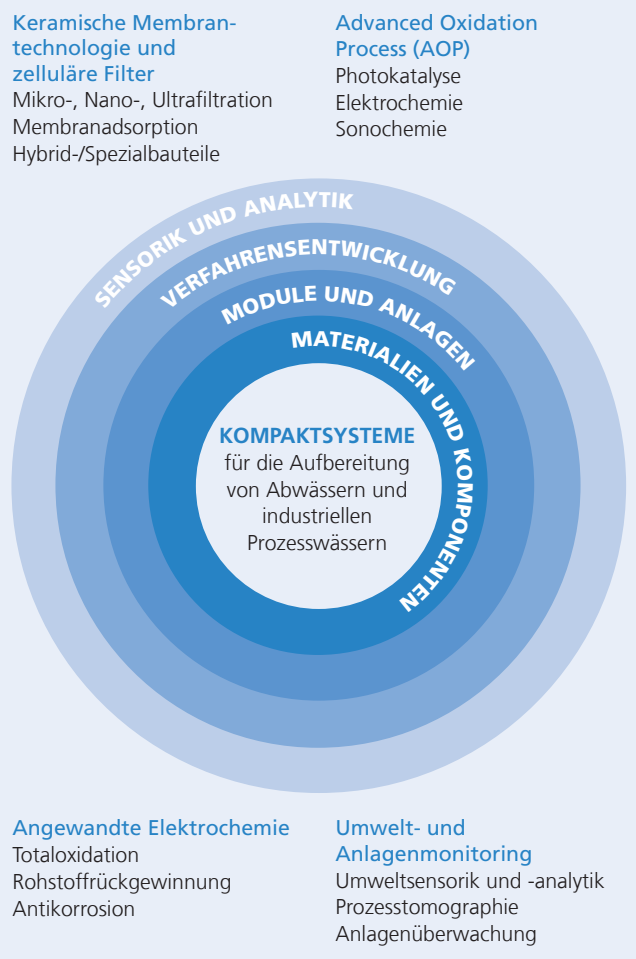 Keramische Membran-
technologie und
zelluläre Filter
Mikro-, Nano-, Ultrafiltration
Membranadsorption
Hybrid-/Spezialbauteile
Advanced Oxidation
Process (AOP)
Photokatalyse
Elektrochemie
Sonochemie
SENSORIK UND ANALYTIK
VERFAHRENSENTWICKLUNG
MODULE UND ANLAGEN
MATERIALIEN UND KOMPONENTEN
KOMPAKTSYSTEME
für die Aufbereitung
von Abwässern und
industriellen
Prozesswässern
Angewandte Elektrochemie
Totaloxidation
Rohstoffrückgewinnung
Antikorrosion
Umwelt- und
Anlagenmonitoring
Umweltsensorik und -analytik
Prozesstomographie
Anlagenüberwachung